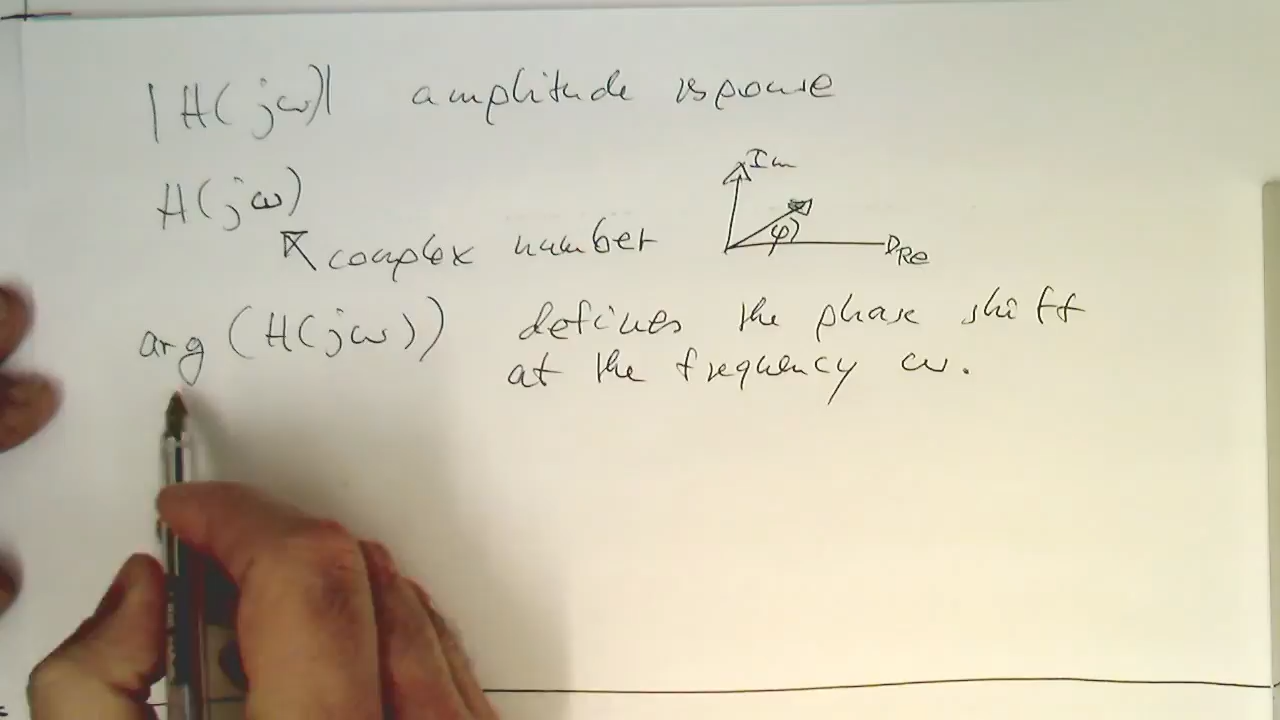 |H(jω)| amplitude response
Im
H(jω)
complex number
φ
Re
arg (H(jω)) defines the phase shift
at the frequency ω.